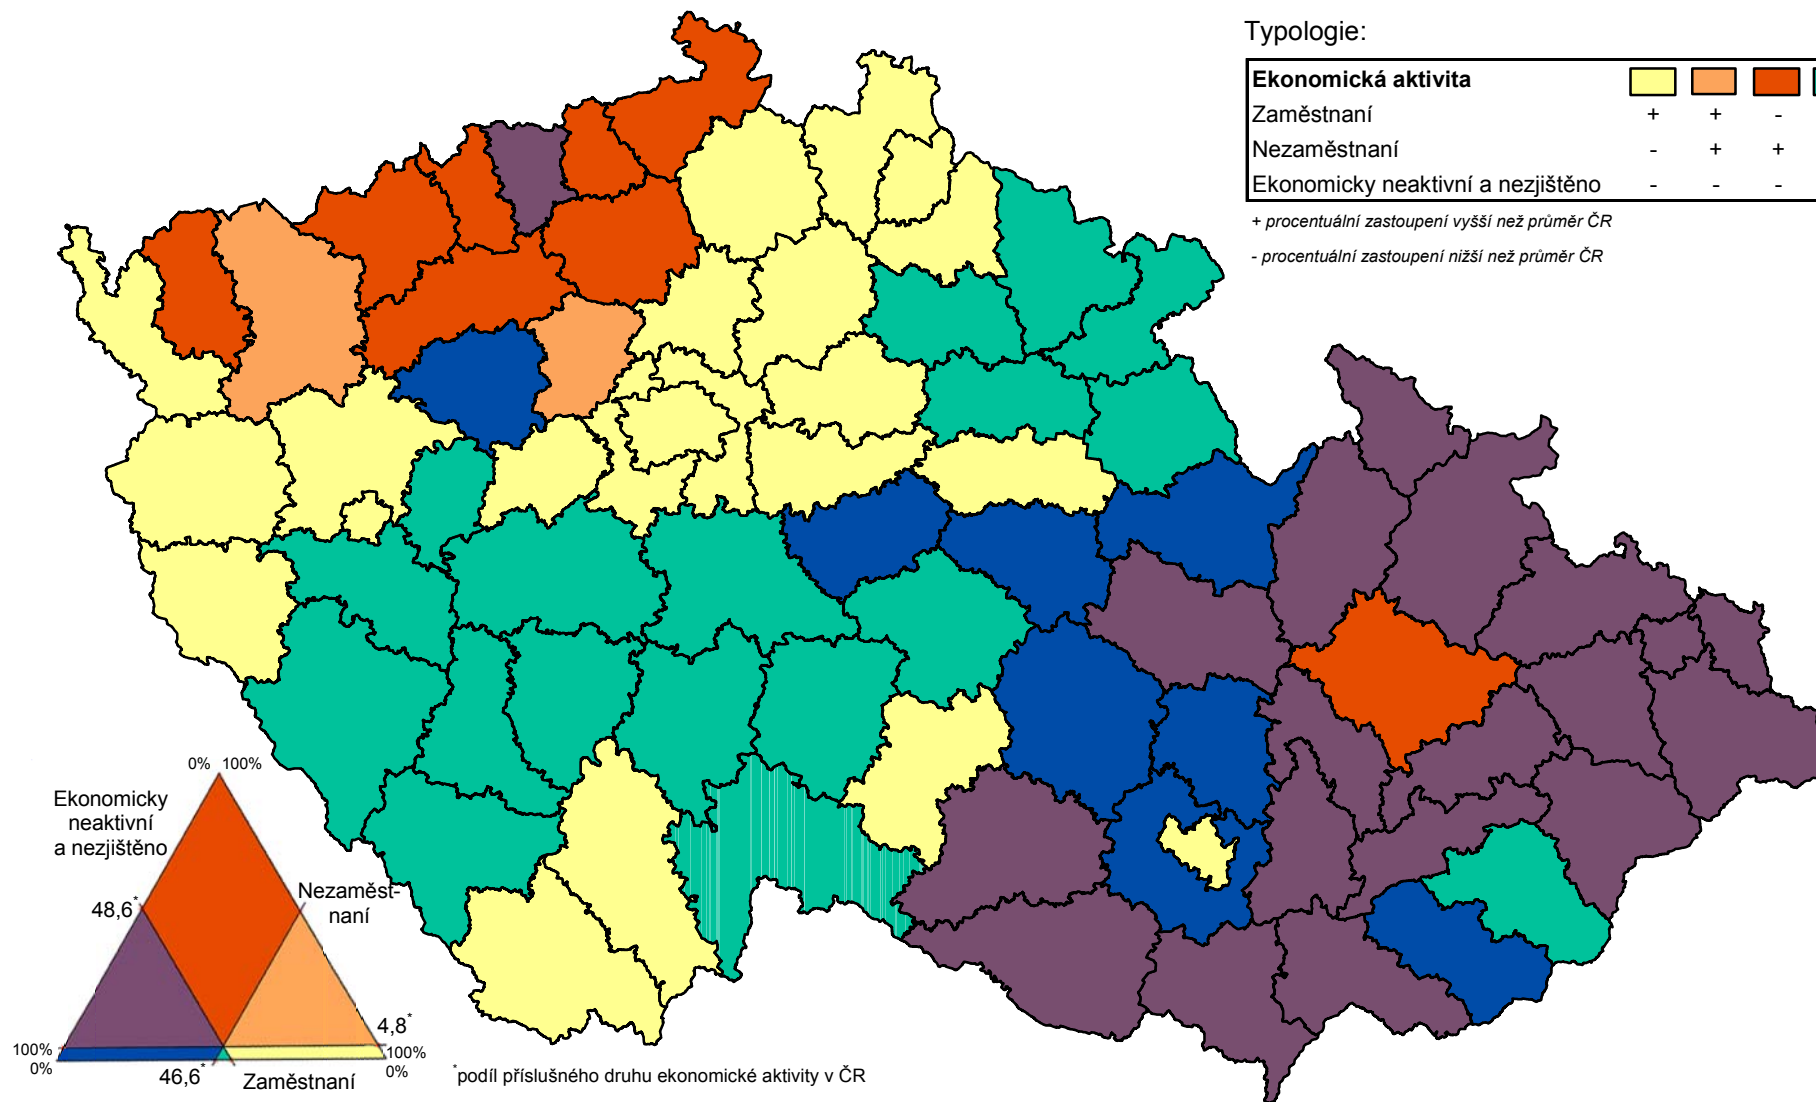 Typologie:
Ekonomická aktivita
Zaměstnaní + + -
Nezaměstnaní - + +
Ekonomicky neaktivní a nezjištěno - - -
+ procentuální zastoupení vyšší než průměr ČR
- procentuální zastoupení nižší než průměr ČR
0% 100%
Ekonomicky
neaktivní
a nezjištěno
Nezaměst-
naní
48,6*
4,8*
100%
0%
100%
0%
46,6*
Zaměstnaní
*podíl příslušného druhu ekonomické aktivity v ČR